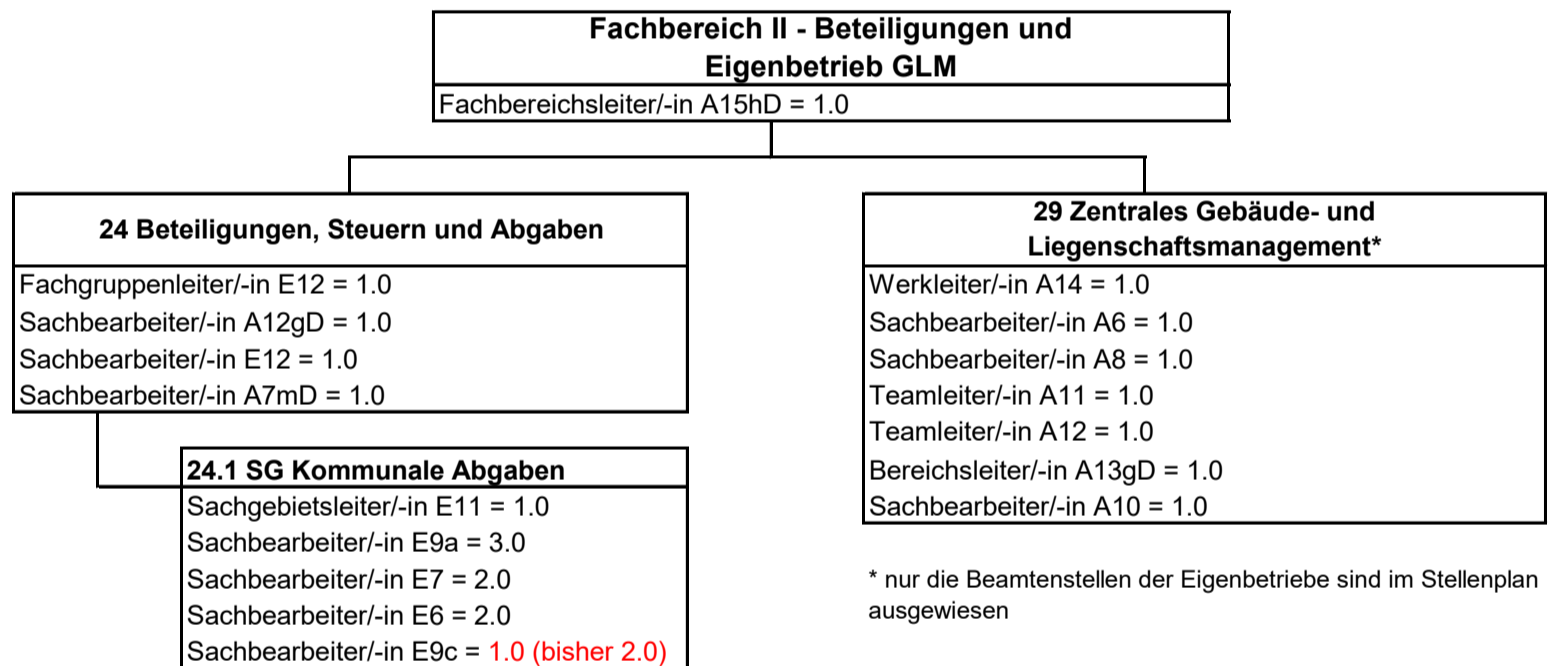 Fachbereich II - Beteiligungen und
Eigenbetrieb GLM
Fachbereichsleiter/-in A15hD = 1.0
24 Beteiligungen, Steuern und Abgaben
Fachgruppenleiter/-in E12 = 1.0
Sachbearbeiter/-in A12gD = 1.0
Sachbearbeiter/-in E12 = 1.0
Sachbearbeiter/-in A7mD = 1.0
24.1 SG Kommunale Abgaben
Sachgebietsleiter/-in E11 = 1.0
Sachbearbeiter/-in E9a = 3.0
Sachbearbeiter/-in E7 = 2.0
Sachbearbeiter/-in E6 = 2.0
Sachbearbeiter/-in E9c = 1.0 (bisher 2.0)
29 Zentrales Gebäude- und
Liegenschaftsmanagement*
Werkleiter/-in A14 = 1.0
Sachbearbeiter/-in A6 = 1.0
Sachbearbeiter/-in A8 = 1.0
Teamleiter/-in A11 = 1.0
Teamleiter/-in A12 = 1.0
Bereichsleiter/-in A13gD = 1.0
Sachbearbeiter/-in A10 = 1.0
* nur die Beamtenstellen der Eigenbetriebe sind im Stellenplan
ausgewiesen